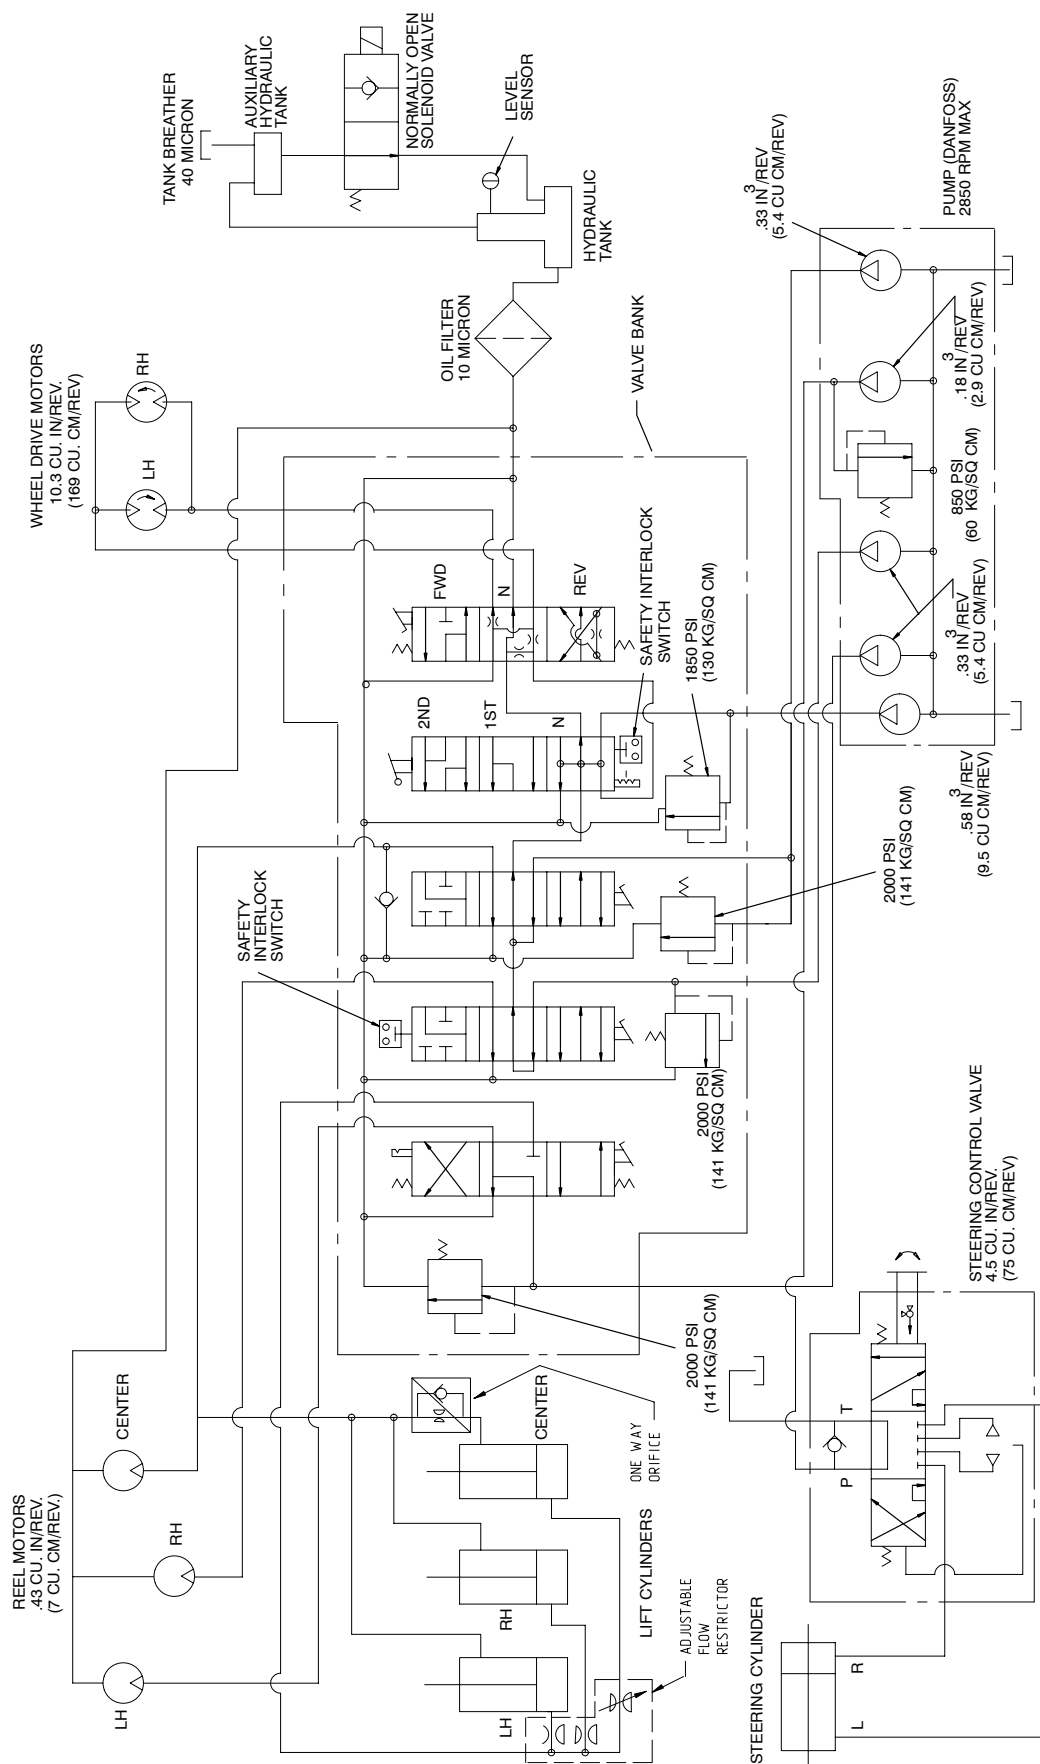 WHEEL DRIVE MOTORS
10.3 CU. IN/REV.
(169 CU. CM/REV)
LH
RH
TANK BREATHER
40 MICRON
AUXILIARY
HYDRAULIC
TANK
NORMALLY OPEN
SOLENOID VALVE
LEVEL
SENSOR
HYDRAULIC
TANK
OIL FILTER
10 MICRON
VALVE BANK
FWD
N
REV
SAFETY INTERLOCK
SWITCH
2ND
1ST
N
1850 PSI
(130 KG/SQ CM)
SAFETY
INTERLOCK
SWITCH
2000 PSI
(141 KG/SQ CM)
2000 PSI
(141 KG/SQ CM)
2000 PSI
(141 KG/SQ CM)
PUMP (DANFOSS)
2850 RPM MAX
.33 IN³/REV
(5.4 CU CM/REV)
.18 IN³/REV
(2.9 CU CM/REV)
850 PSI
(60 KG/SQ CM)
.33 IN³/REV
(5.4 CU CM/REV)
.58 IN³/REV
(9.5 CU CM/REV)
REEL MOTORS
.43 CU. IN/REV.
(7 CU. CM/REV.)
LH
RH
CENTER
ONE WAY
ORIFICE
LH
RH
CENTER
LIFT CYLINDERS
ADJUSTABLE
FLOW
RESTRICTOR
STEERING CONTROL VALVE
4.5 CU. IN/REV.
(75 CU. CM/REV)
P
T
STEERING CYLINDER
L
R